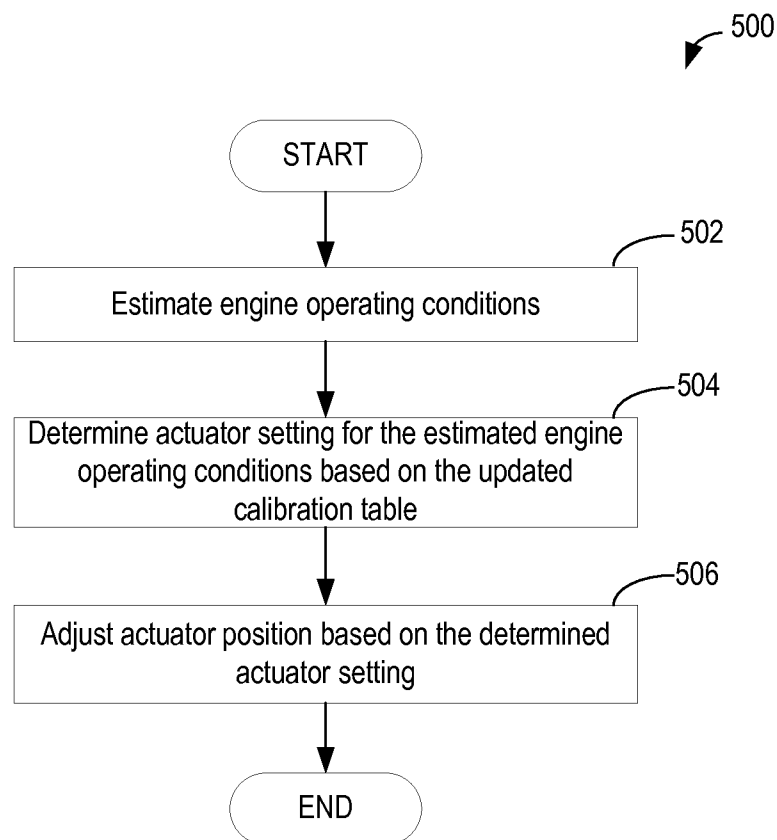 500
START
502
Estimate engine operating conditions
504
Determine actuator setting for the estimated engine
operating conditions based on the updated
calibration table
506
Adjust actuator position based on the determined
actuator setting
END